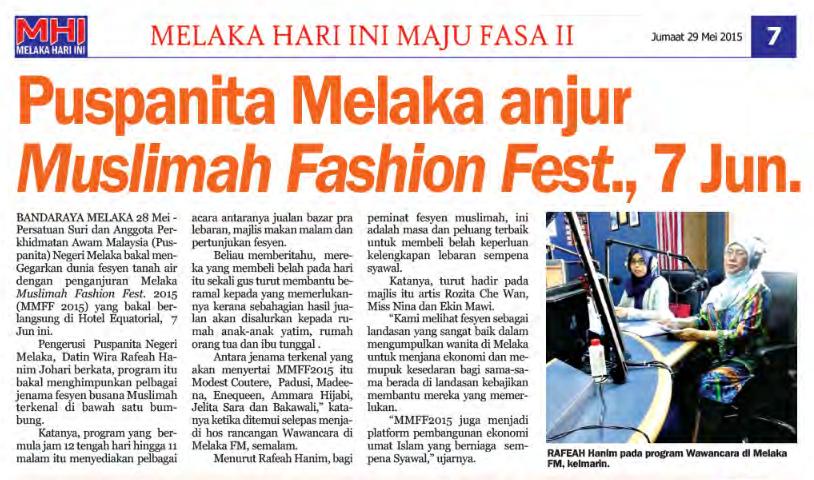 MHI
MELAKA HARI INI
MELAKA HARI INI MAJU FASA II
Jumaat 29 Mei 2015
7
Puspanita Melaka anjur
Muslimah Fashion Fest., 7 Jun.
BANDARAYA MELAKA 28 Mei -
Persatuan Suri dan Anggota Per-
khidmatan Awam Malaysia (Pus-
panita) Negeri Melaka bakal men-
Gegarkan dunia fesyen tanah air
dengan penganjuran Melaka
Muslimah Fashion Fest. 2015
(MMFF 2015) yang bakal ber-
langsung di Hotel Equatorial, 7
Jun ini.
Pengerusi Puspanita Negeri
Melaka, Datin Wira Rafeah Ha-
nim Johari berkata, program itu
bakal menghimpunkan pelbagai
jenama fesyen busana Muslimah
terkenal di bawah satu bum-
bung.
Katanya, program yang ber-
mula jam 12 tengah hari hingga 11
malam itu menyediakan pelbagai
acara antaranya jualan bazar pra
lebaran, majlis makan malam dan
pertunjukan fesyen.
Beliau memberitahu, mere-
ka yang membeli belah pada hari
itu sekali gus turut membantu be-
ramal kepada yang memerlukan-
nya kerana sebahagian hasil jua-
lan akan disalurkan kepada ru-
mah anak-anak yatim, rumah
orang tua dan ibu tunggal .
Antara jenama terkenal yang
akan menyertai MMFF2015 itu
Modest Coutere, Padusi, Madee-
na, Enequeen, Ammara Hijabi,
Jelita Sara dan Bakawali,” kata-
nya ketika ditemui selepas menja-
di hos rancangan Wawancara di
Melaka FM, semalam.
Menurut Rafeah Hanim, bagi
peminat fesyen muslimah, ini
adalah masa dan peluang terbaik
untuk membeli belah keperluan
kelengkapan lebaran sempena
syawal.
Katanya, turut hadir pada
majlis itu artis Rozita Che Wan,
Miss Nina dan Ekin Mawi.
“Kami melihat fesyen sebagai
landasan yang sangat baik dalam
mengumpulkan wanita di Melaka
untuk menjana ekonomi dan me-
mupuk kesedaran bagi sama-sa-
ma berada di landasan kebajikan
membantu mereka yang memer-
lukan.
“MMFF2015 juga menjadi
platform pembangunan ekonomi
umat Islam yang berniaga sem-
pena Syawal,” ujarnya.
RAFEAH Hanim pada program Wawancara di Melaka
FM, kelmarin.